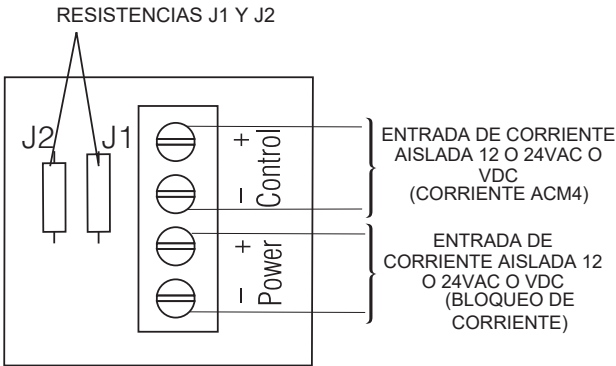 RESISTENCIAS J1 Y J2
J2
J1
+
– Control
+
– Power
ENTRADA DE CORRIENTE
AISLADA 12 O 24VAC O
VDC
(CORRIENTE ACM4)
ENTRADA DE
CORRIENTE AISLADA 12
O 24VAC O VDC
(BLOQUEO DE
CORRIENTE)